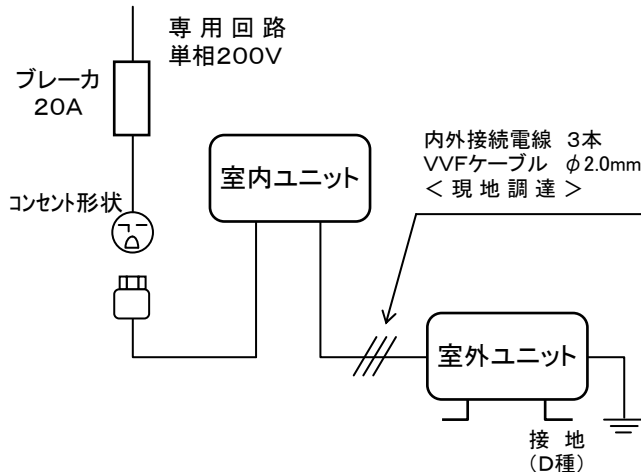 専用回路
単相200V
ブレーカ
20A
コンセント形状
室内ユニット
内外接続電線 3本
VVFケーブル φ2.0mm
＜現地調達＞
室外ユニット
接地
(D種)